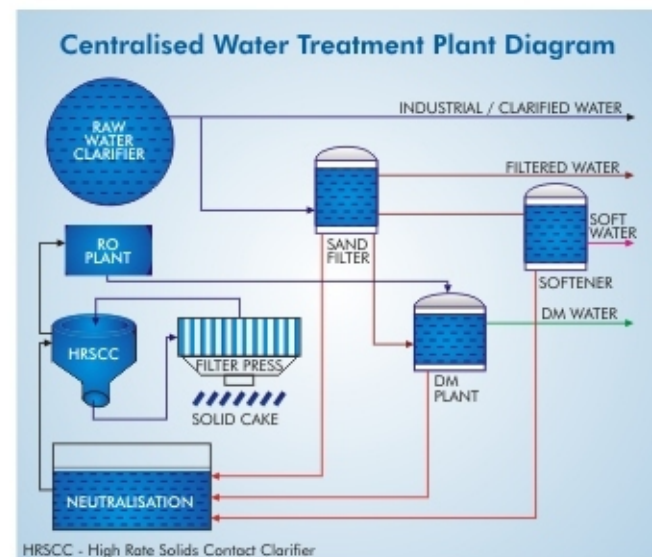 Centralised Water Treatment Plant Diagram
RAW
WATER
CLARIFIER
INDUSTRIAL / CLARIFIED WATER
FILTERED WATER
SAND
FILTER
SOFT
WATER
SOFTENER
RO
PLANT
DM WATER
HRSCC
FILTER PRESS
DM
PLANT
SOLID CAKE
NEUTRALISATION
HRSCC - High Rate Solids Contact Clarifier